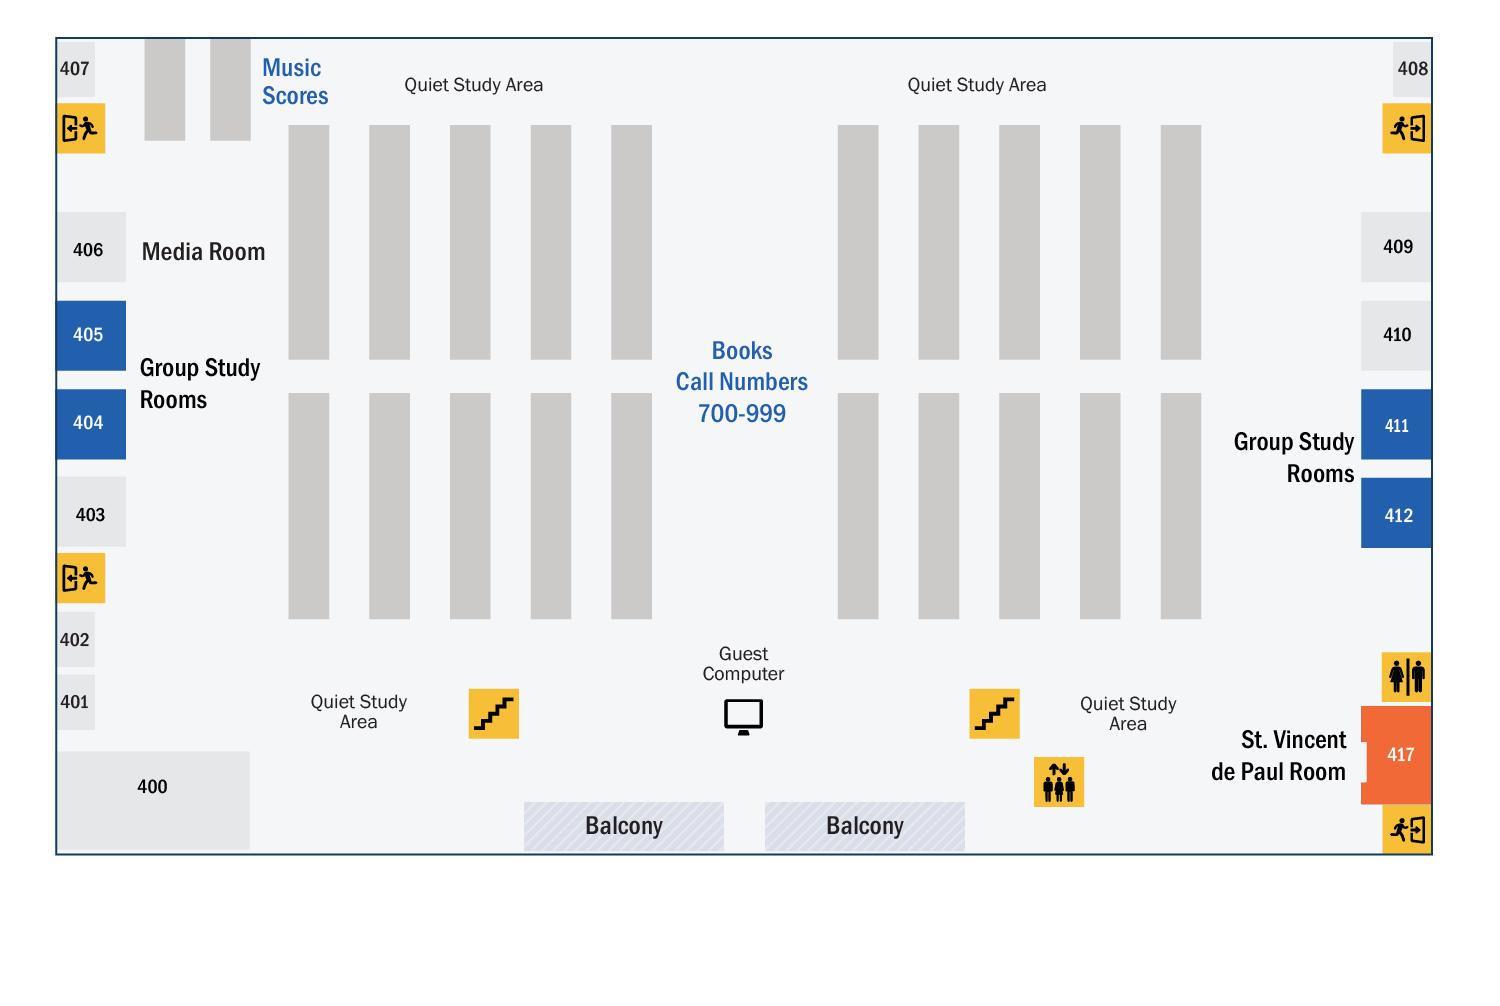 407
Music
Scores
Quiet Study Area
Quiet Study Area
408
406
Media Room
409
405
410
Group Study
Rooms
Books
Call Numbers
700-999
404
411
Group Study
Rooms
403
412
402
Guest
Computer
401
Quiet Study
Area
Quiet Study
Area
St. Vincent
de Paul Room
417
400
Balcony
Balcony